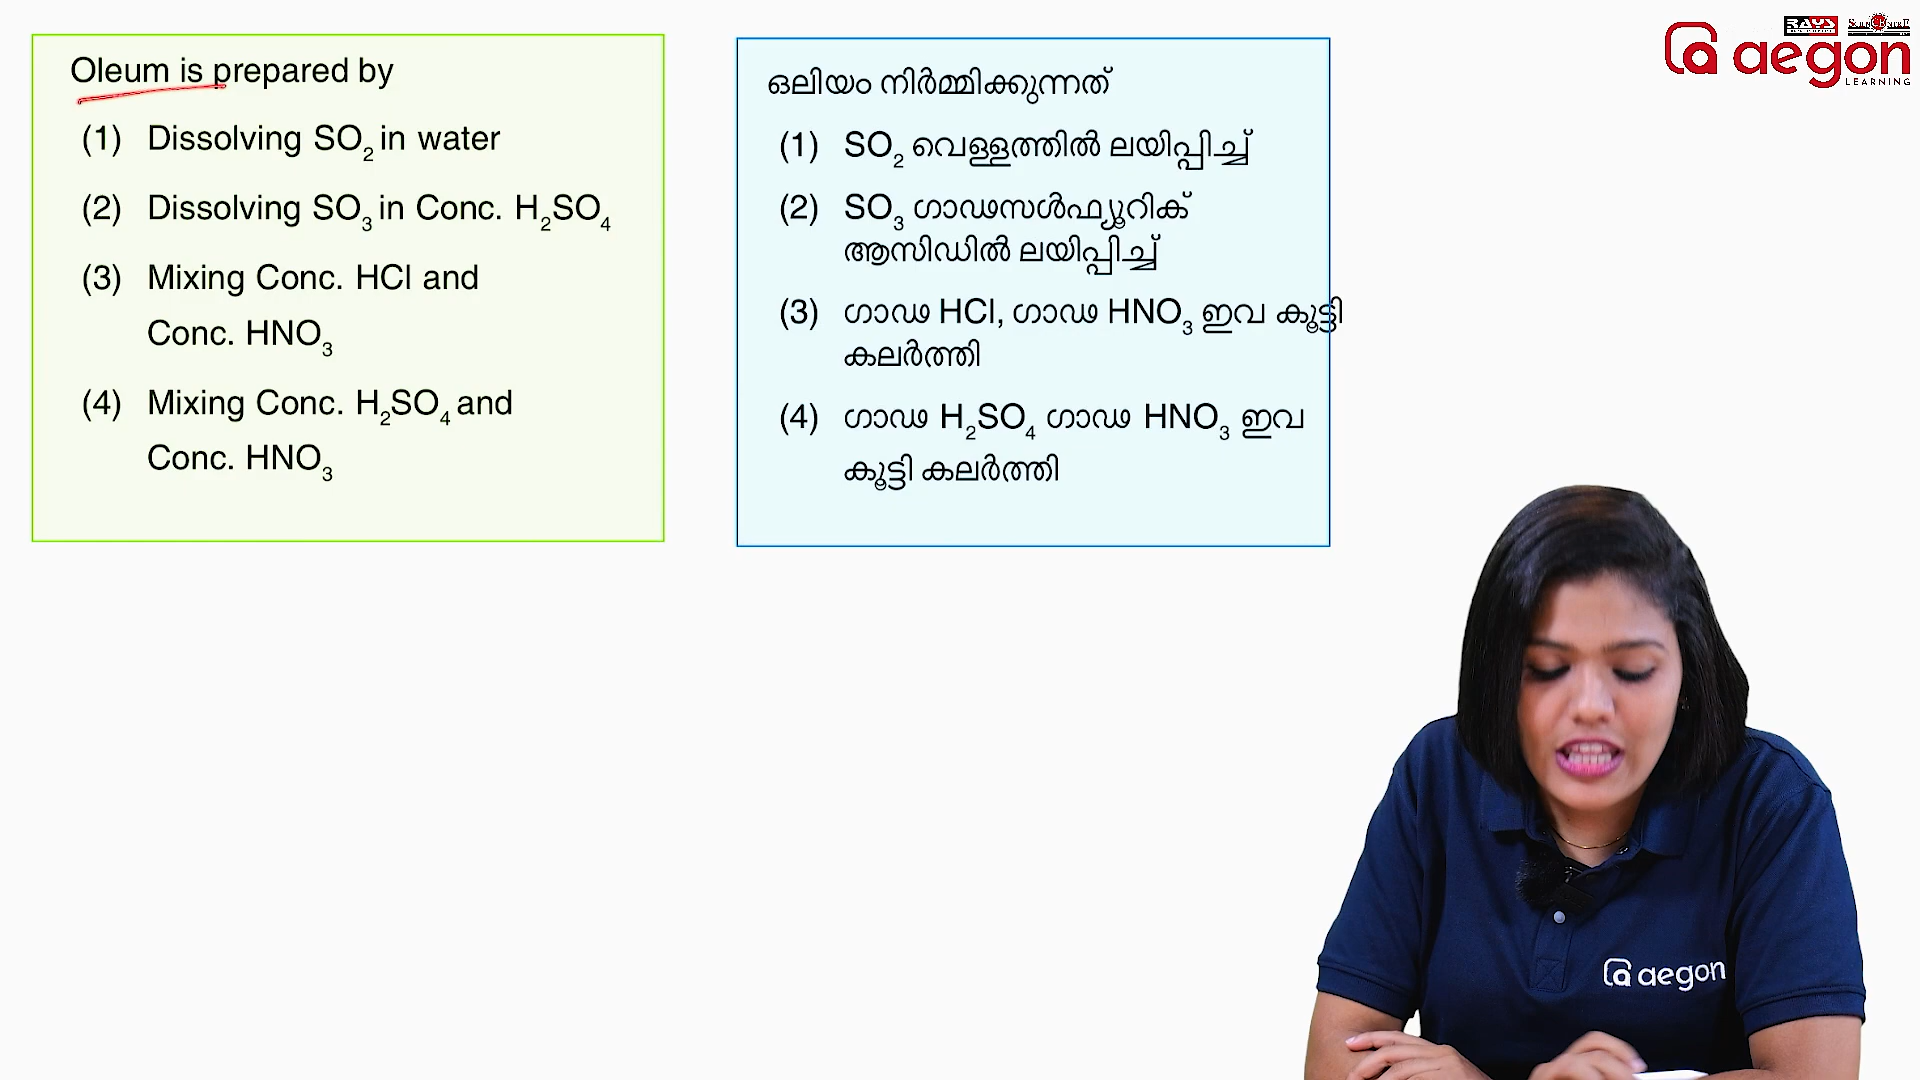 Oleum is prepared by
(1) Dissolving SO₂ in water
(2) Dissolving SO₃ in Conc. H₂SO₄
(3) Mixing Conc. HCl and
Conc. HNO₃
(4) Mixing Conc. H₂SO₄ and
Conc. HNO₃
ഒലിയം നിർമ്മിക്കുന്നത്
(1) SO₂ വെള്ളത്തിൽ ലയിപ്പിച്ച്
(2) SO₃ ഗാഢസൾഫ്യൂറിക്
ആസിഡിൽ ലയിപ്പിച്ച്
(3) ഗാഢ HCl, ഗാഢ HNO₃ ഇവ കൂട്ടി
കലർത്തി
(4) ഗാഢ H₂SO₄ ഗാഢ HNO₃ ഇവ
കൂട്ടി കലർത്തി
RAYS
aegon
LEARNING
aegon